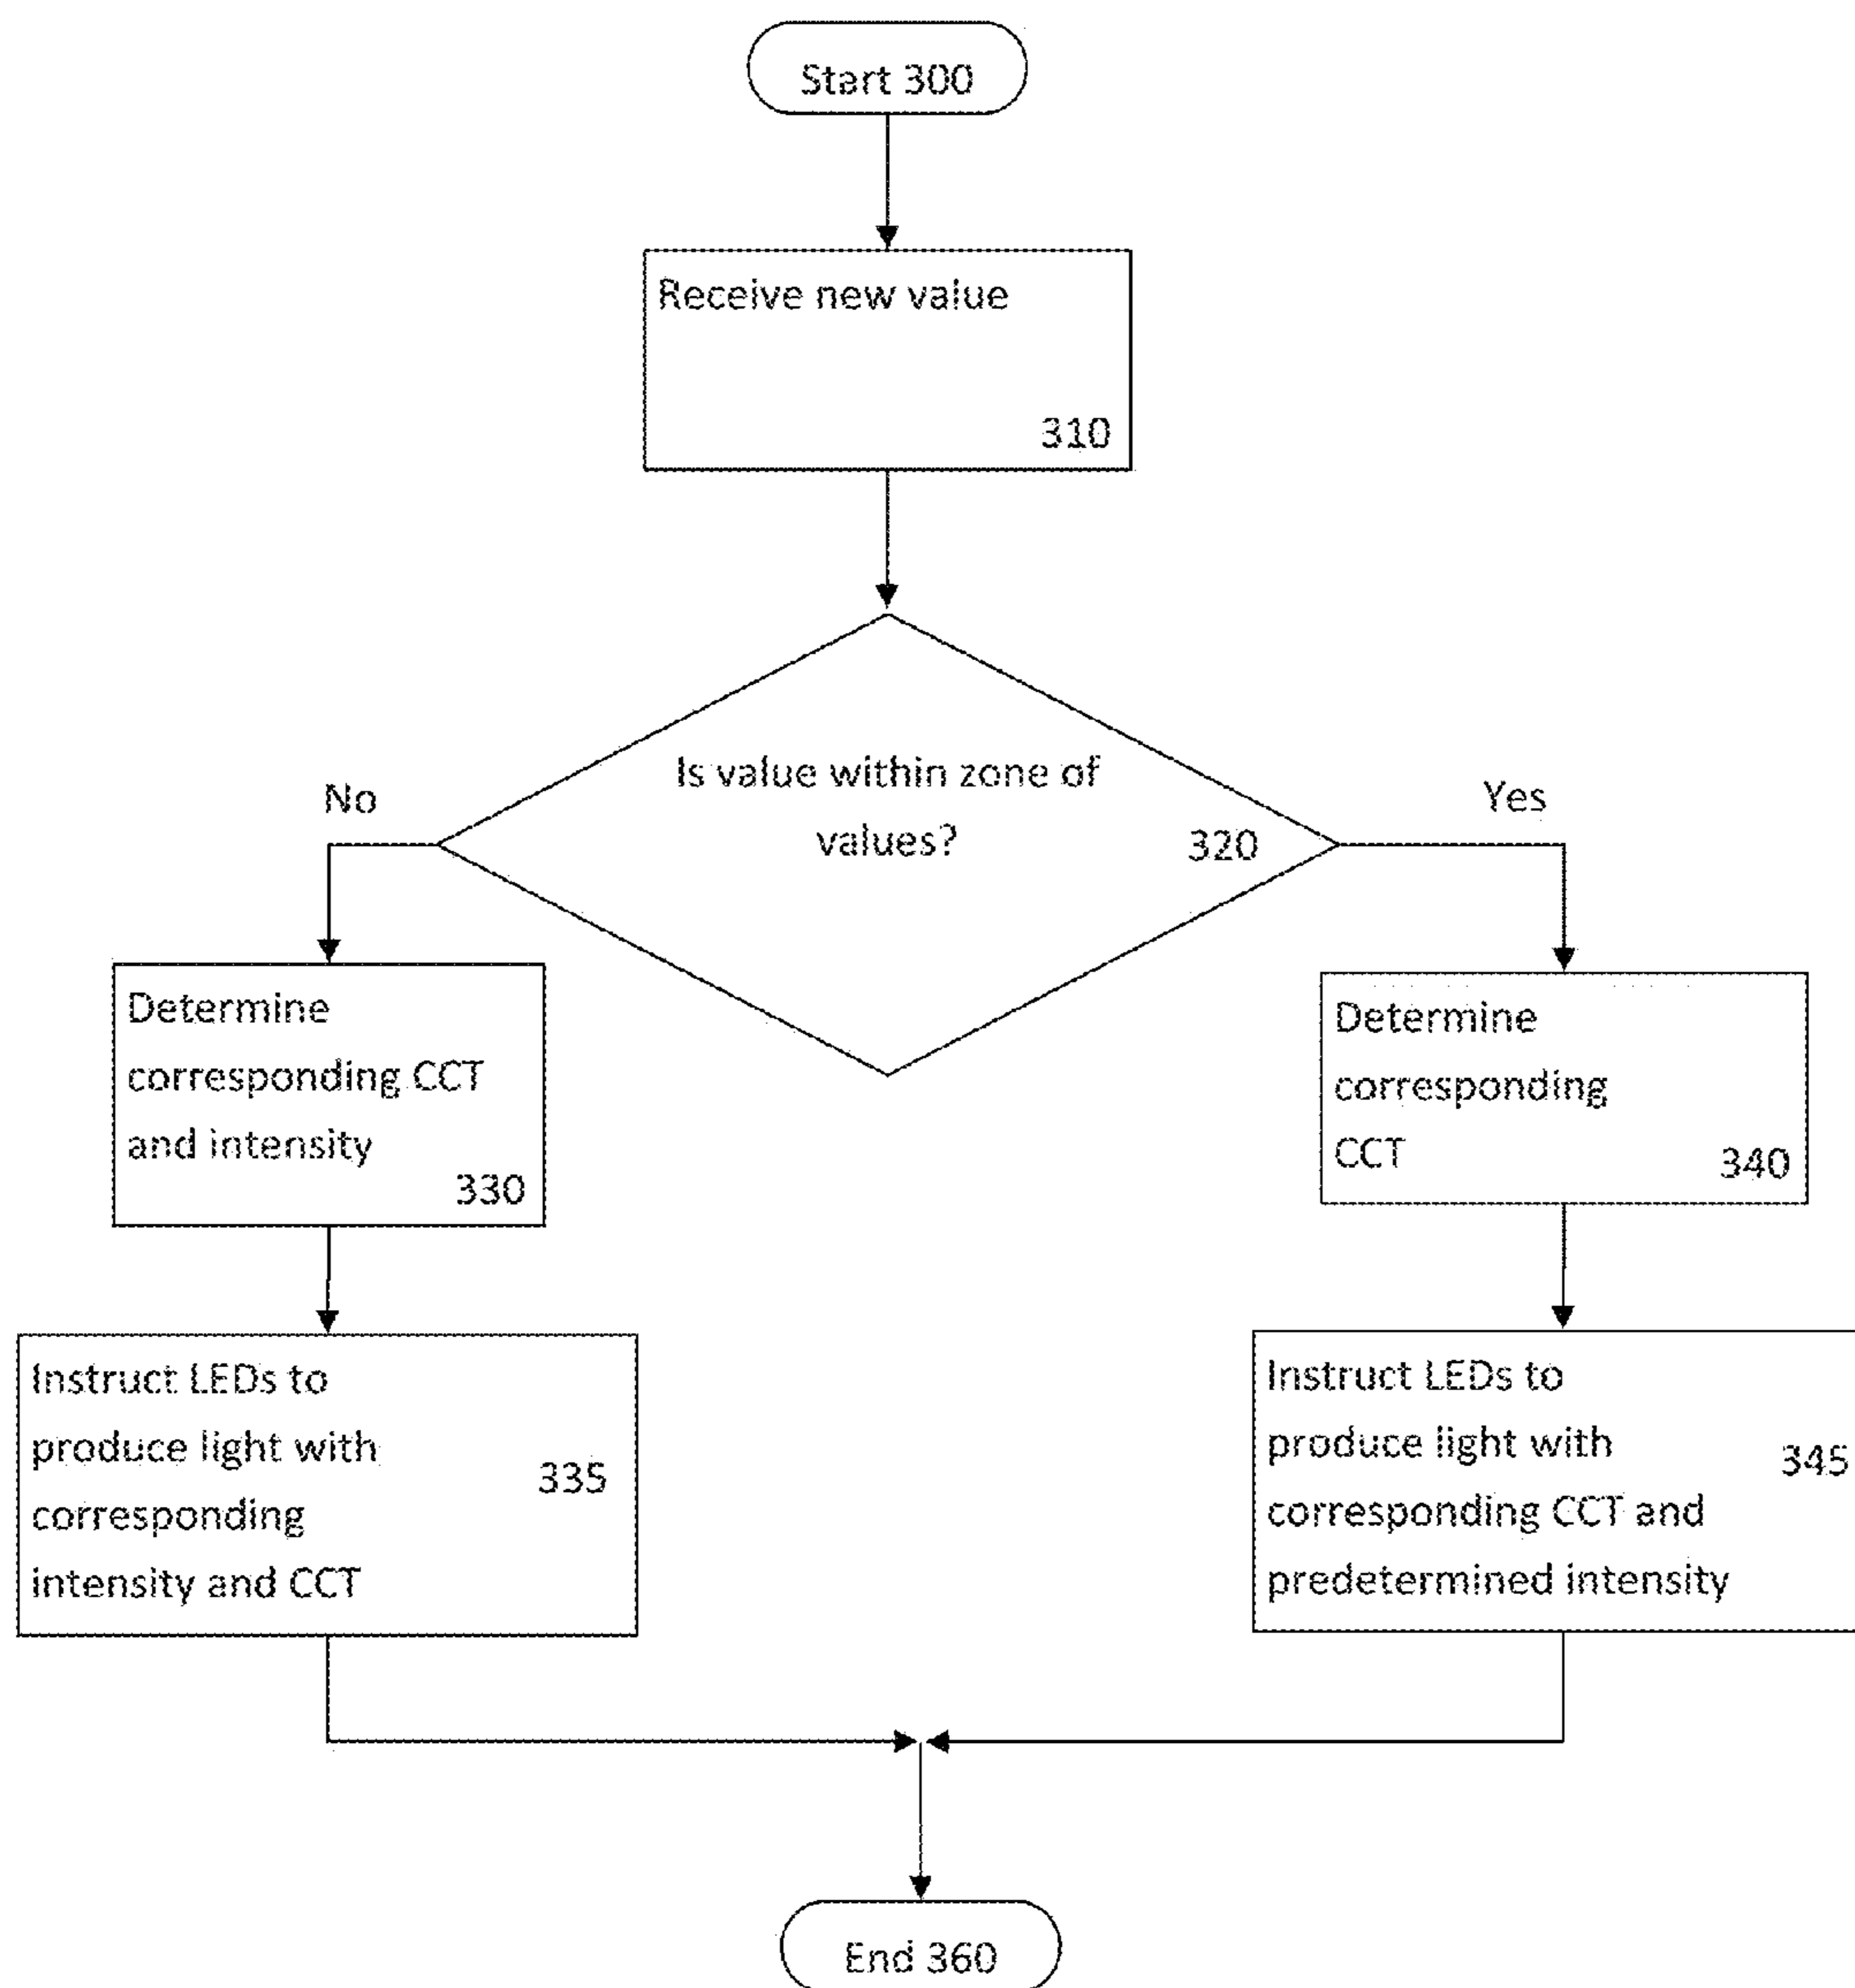 Start 300
Receive new value
310
Is value within zone of
values?
320
No
Yes
Determine
corresponding CCT
and intensity
330
Determine
corresponding
CCT
340
Instruct LEDs to
produce light with
corresponding
intensity and CCT
335
Instruct LEDs to
produce light with
corresponding CCT and
predetermined intensity
345
End 360